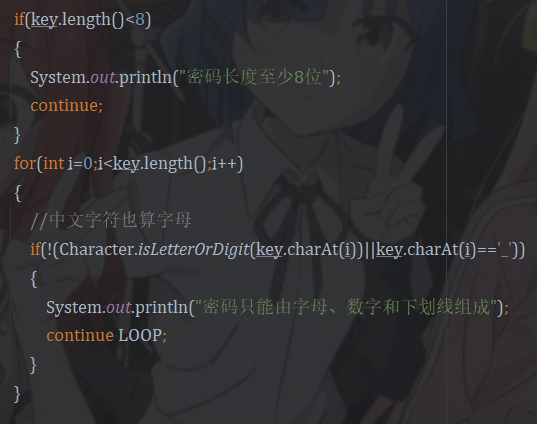 if(key.length()<8)
{
System.out.println("密码长度至少8位");
continue;
}
for(int i=0;i<key.length();i++)
{
//中文字符也算字母
if(!(Character.isLetterOrDigit(key.charAt(i))||key.charAt(i)=='_'))
{
System.out.println("密码只能由字母、数字和下划线组成");
continue LOOP;
}
}